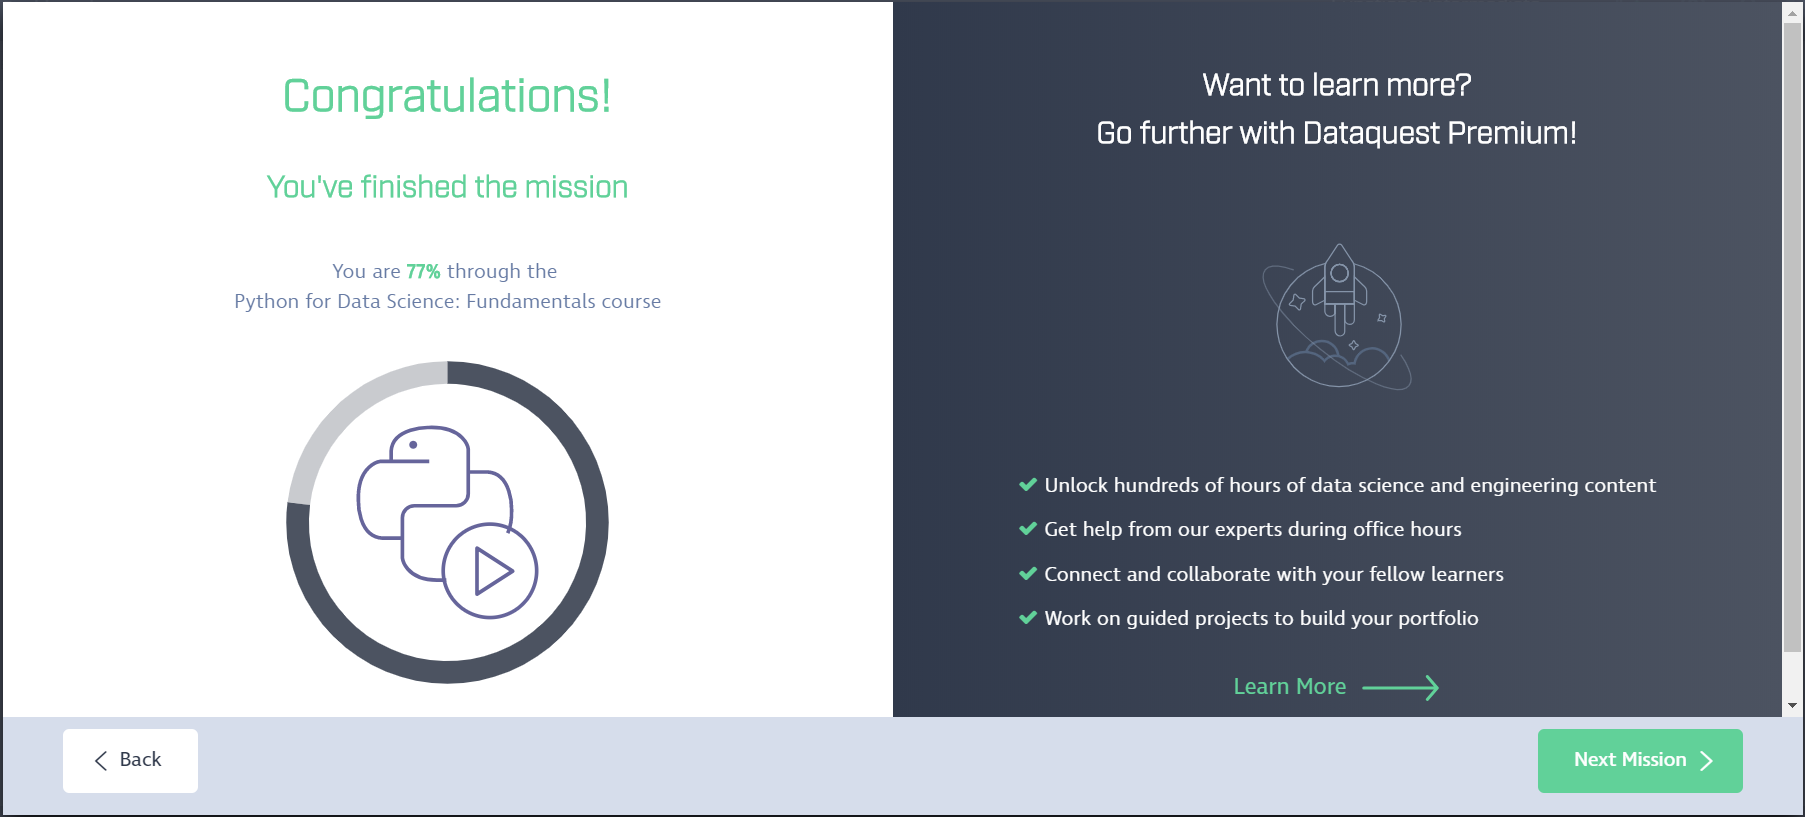 Congratulations!
You've finished the mission
You are 77% through the
Python for Data Science: Fundamentals course
Want to learn more?
Go further with Dataquest Premium!
Unlock hundreds of hours of data science and engineering content
Get help from our experts during office hours
Connect and collaborate with your fellow learners
Work on guided projects to build your portfolio
Learn More
Back
Next Mission